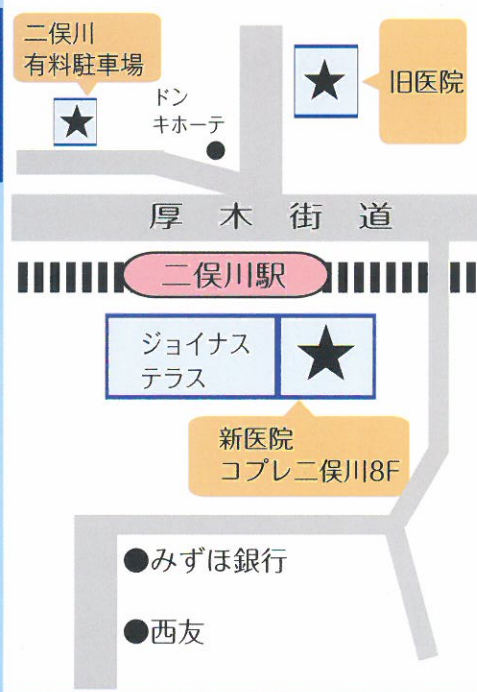 二俣川
有料駐車場
ドン
キホーテ
旧医院
厚木街道
二俣川駅
ジョイナス
テラス
新医院
コプレ二俣川8F
●みずほ銀行
●西友